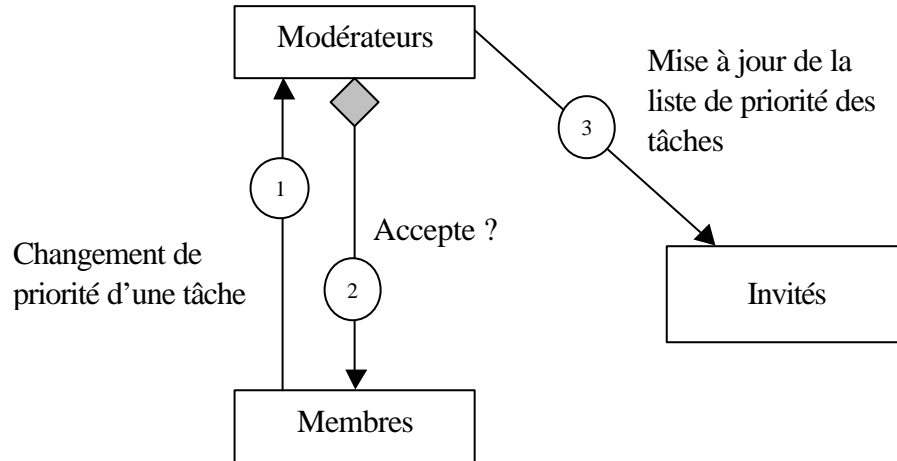 Modérateurs
Mise à jour de la
liste de priorité des
tâches
3
1
Accepte ?
Changement de
priorité d’une tâche
2
Invités
Membres